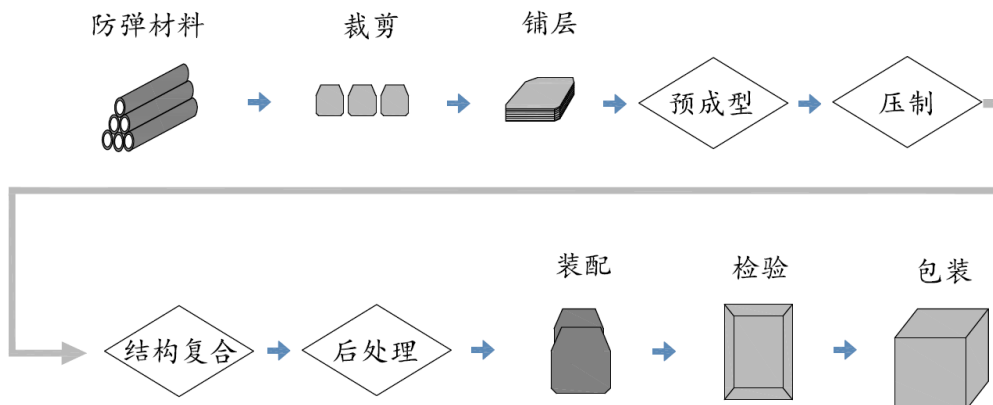 防弹材料
裁剪
铺层
预成型
压制
结构复合
后处理
装配
检验
包装